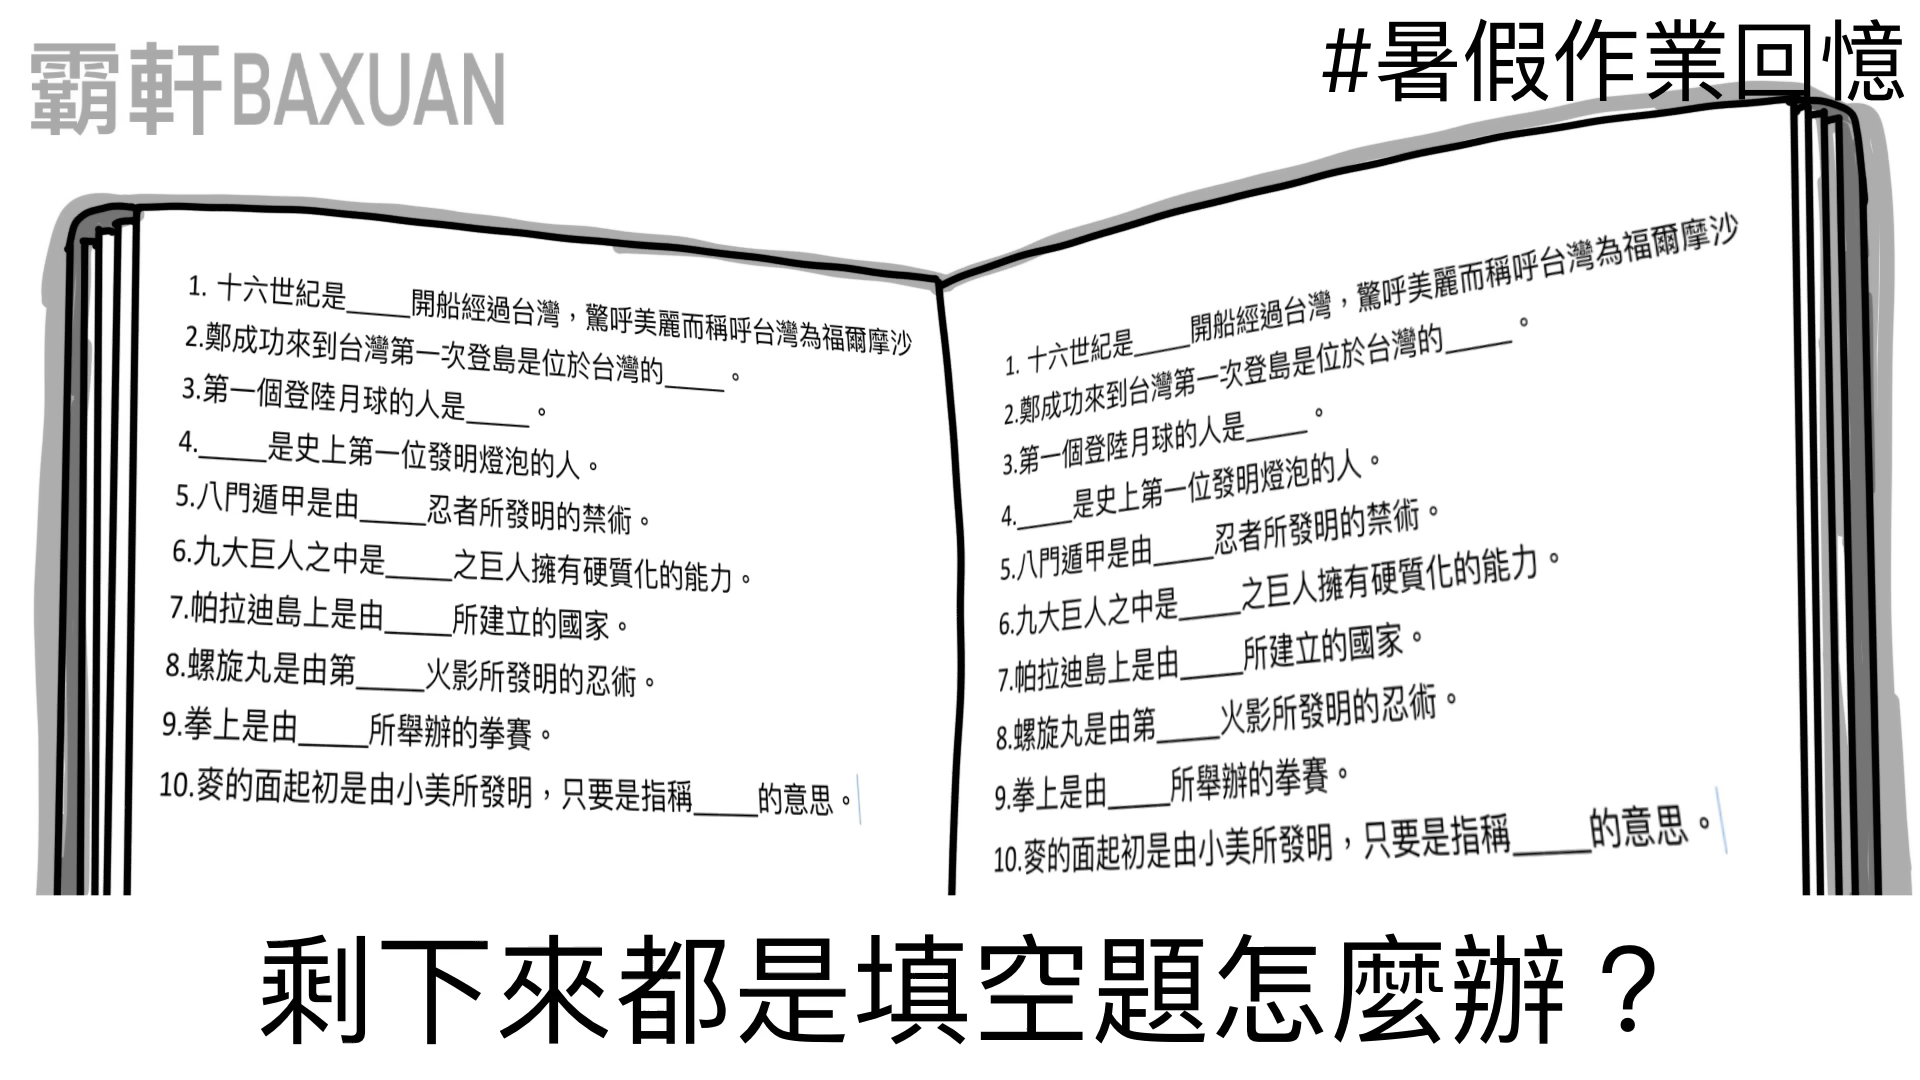 霸軒BAXUAN
#暑假作業回憶
1. 十六世紀是_____開船經過台灣，驚呼美麗而稱呼台灣為福爾摩沙
2.鄭成功來到台灣第一次登島是位於台灣的_____。
3.第一個登陸月球的人是_____。
4._____是史上第一位發明燈泡的人。
5.八門遁甲是由_____忍者所發明的禁術。
6.九大巨人之中是_____之巨人擁有硬質化的能力。
7.帕拉迪島上是由_____所建立的國家。
8.螺旋丸是由第_____火影所發明的忍術。
9.拳上是由_____所舉辦的拳賽。
10.麥的面起初是由小美所發明，只要是指稱_____的意思。
1. 十六世紀是_____開船經過台灣，驚呼美麗而稱呼台灣為福爾摩沙
2.鄭成功來到台灣第一次登島是位於台灣的_____。
3.第一個登陸月球的人是_____。
4._____是史上第一位發明燈泡的人。
5.八門遁甲是由_____忍者所發明的禁術。
6.九大巨人之中是_____之巨人擁有硬質化的能力。
7.帕拉迪島上是由_____所建立的國家。
8.螺旋丸是由第_____火影所發明的忍術。
9.拳上是由_____所舉辦的拳賽。
10.麥的面起初是由小美所發明，只要是指稱_____的意思。
剩下來都是填空題怎麼辦？